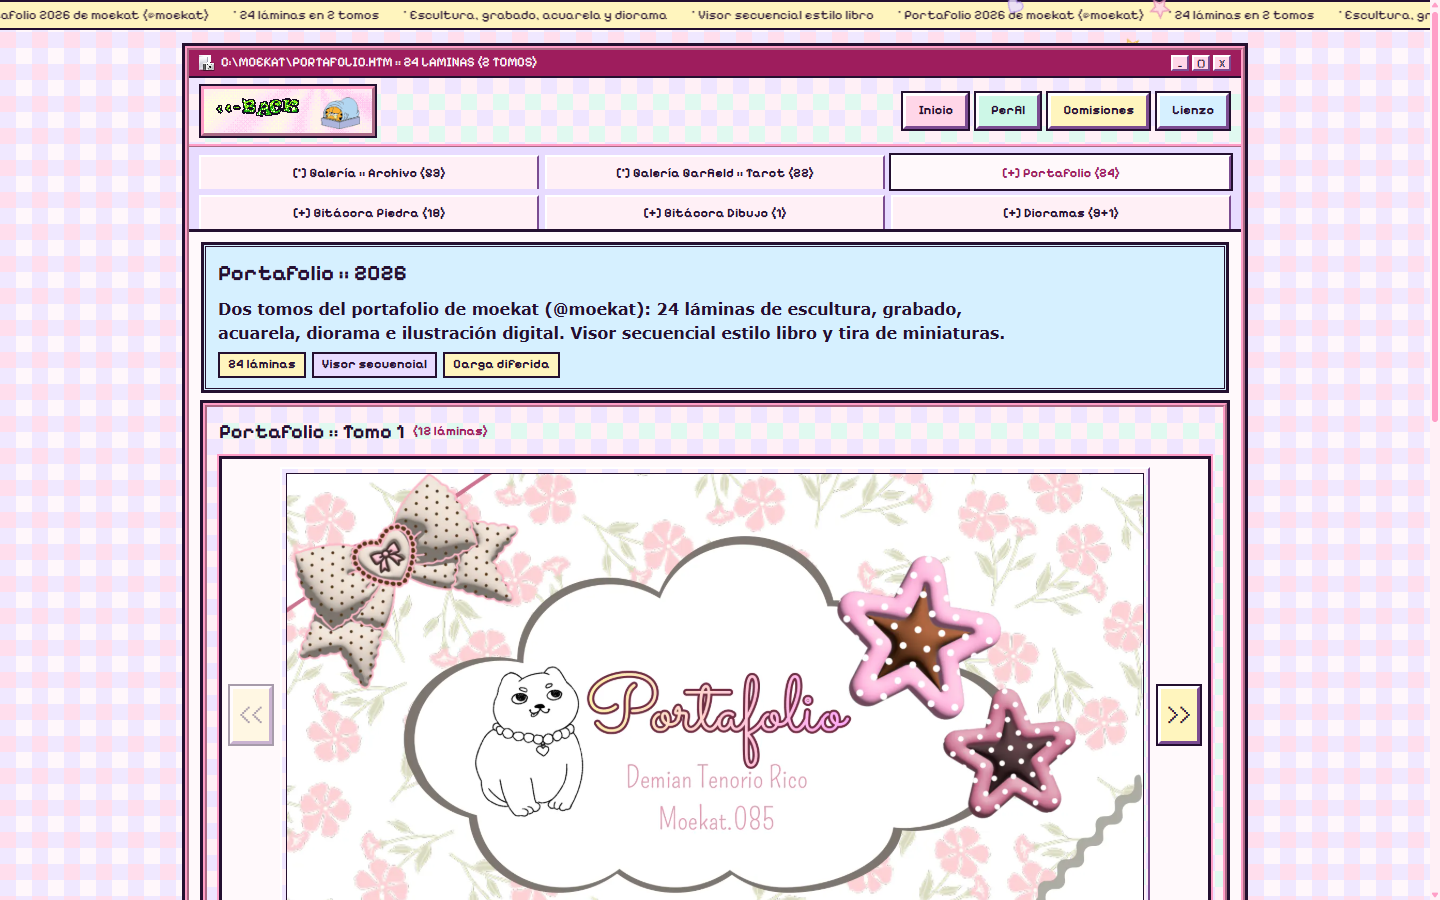 afolio 2026 de moekat (@moekat) * 24 láminas en 2 tomos * Escultura, grabado, acuarela y diorama * Visor secuencial estilo libro * Portafolio 2026 de moekat (@moekat) * 24 láminas en 2 tomos * Escultura, gr
C:\MOEKAT\PORTAFOLIO.HTM :: 24 LAMINAS (2 TOMOS)
_ □ X
<<-BACK
Inicio Perfil Comisiones Lienzo
[*] Galería :: Archivo (83) [*] Galería Garfield :: Tarot (22) [+] Portafolio (24)
[+] Bitácora Piedra (18) [+] Bitácora Dibujo (1) [+] Dioramas (9+1)
Portafolio :: 2026
Dos tomos del portafolio de moekat (@moekat): 24 láminas de escultura, grabado,
acuarela, diorama e ilustración digital. Visor secuencial estilo libro y tira de miniaturas.
24 láminas Visor secuencial Carga diferida
Portafolio :: Tomo 1 (12 láminas)
<< >>
Portafolio
Demian Tenorio Rico
Moekat.085